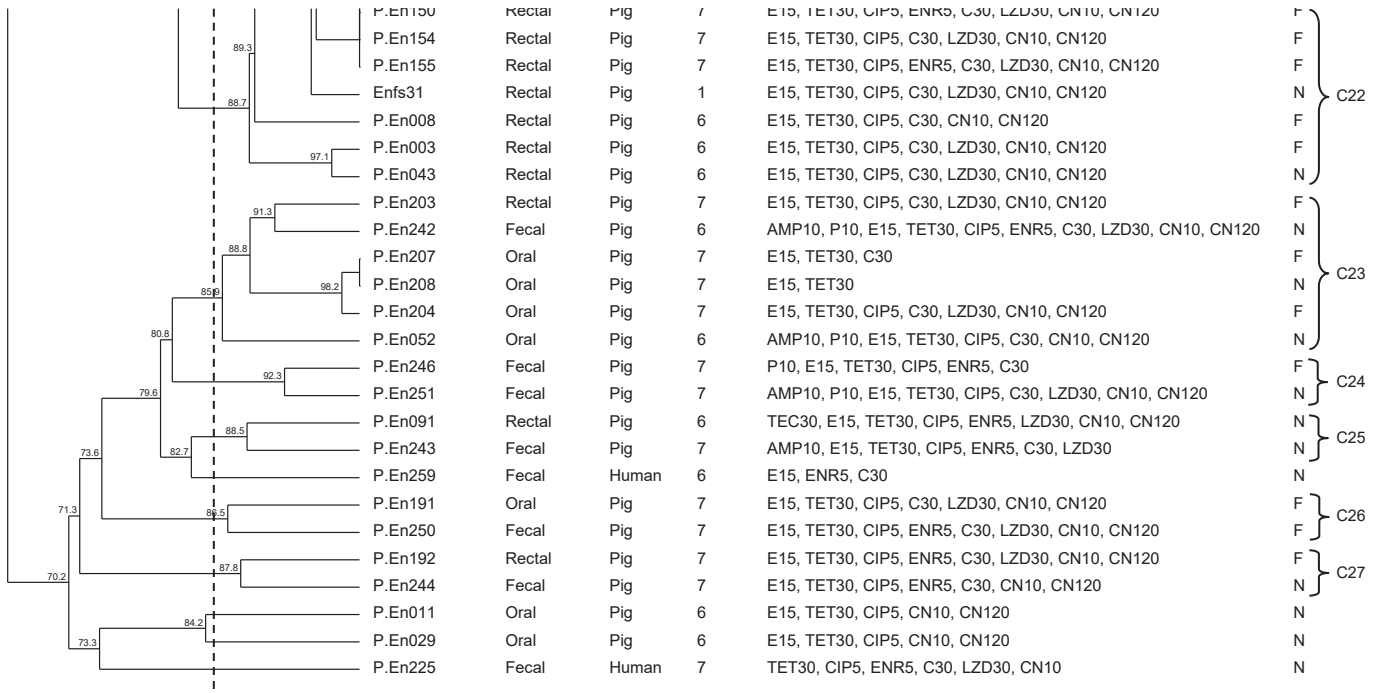 P.En150 Rectal Pig 7 E15, TET30, CIP5, ENR5, C30, LZD30, CN10, CN120 F
89.3 P.En154 Rectal Pig 7 E15, TET30, CIP5, C30, LZD30, CN10, CN120 F
P.En155 Rectal Pig 7 E15, TET30, CIP5, ENR5, C30, LZD30, CN10, CN120 F
88.7 Enfs31 Rectal Pig 1 E15, TET30, CIP5, C30, LZD30, CN10, CN120 N C22
P.En008 Rectal Pig 6 E15, TET30, CIP5, C30, CN10, CN120 F
97.1 P.En003 Rectal Pig 6 E15, TET30, CIP5, C30, LZD30, CN10, CN120 F
P.En043 Rectal Pig 6 E15, TET30, CIP5, C30, LZD30, CN10, CN120 N
91.3 P.En203 Rectal Pig 7 E15, TET30, CIP5, C30, LZD30, CN10, CN120 F
P.En242 Fecal Pig 6 AMP10, P10, E15, TET30, CIP5, ENR5, C30, LZD30, CN10, CN120 N
88.8 P.En207 Oral Pig 7 E15, TET30, C30 F C23
85.9 98.2 P.En208 Oral Pig 7 E15, TET30 N
P.En204 Oral Pig 7 E15, TET30, CIP5, C30, LZD30, CN10, CN120 F
80.8 P.En052 Oral Pig 6 AMP10, P10, E15, TET30, CIP5, C30, CN10, CN120 N
92.3 P.En246 Fecal Pig 7 P10, E15, TET30, CIP5, ENR5, C30 F C24
79.6 P.En251 Fecal Pig 7 AMP10, P10, E15, TET30, CIP5, C30, LZD30, CN10, CN120 N
88.5 P.En091 Rectal Pig 6 TEC30, E15, TET30, CIP5, ENR5, LZD30, CN10, CN120 N C25
73.6 82.7 P.En243 Fecal Pig 7 AMP10, E15, TET30, CIP5, ENR5, C30, LZD30 N
P.En259 Fecal Human 6 E15, ENR5, C30 N
71.3 86.5 P.En191 Oral Pig 7 E15, TET30, CIP5, C30, LZD30, CN10, CN120 F C26
P.En250 Fecal Pig 7 E15, TET30, CIP5, ENR5, C30, LZD30, CN10, CN120 F
70.2 87.8 P.En192 Rectal Pig 7 E15, TET30, CIP5, ENR5, C30, LZD30, CN10, CN120 F C27
P.En244 Fecal Pig 7 E15, TET30, CIP5, ENR5, C30, CN10, CN120 N
84.2 P.En011 Oral Pig 6 E15, TET30, CIP5, CN10, CN120 N
73.3 P.En029 Oral Pig 6 E15, TET30, CIP5, CN10, CN120 N
P.En225 Fecal Human 7 TET30, CIP5, ENR5, C30, LZD30, CN10 N